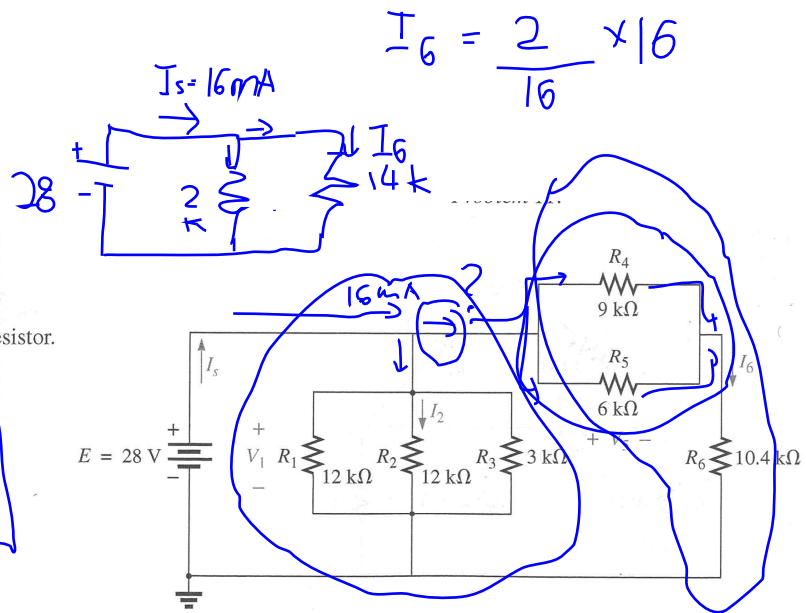 I6 = 2/16 ×16
Is=16mA
+
28
-
2
K
I6
14k
16mA
?
esistor.
Is
R4
9 kΩ
R5
6 kΩ
I6
+
E = 28 V
-
+
V1
-
R1
12 kΩ
I2
R2
12 kΩ
R3
3 kΩ
+
-
R6
10.4 kΩ